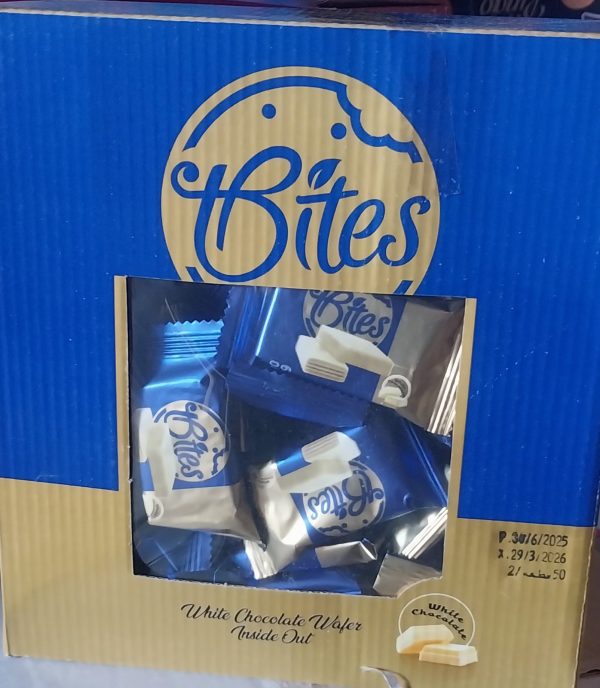 Bites
Bites
Bites
Bites
P.30/6/2025
X.29/3/2026
50 قطعه /2
White Chocolate Wafer
Inside Out
White
Chocolate